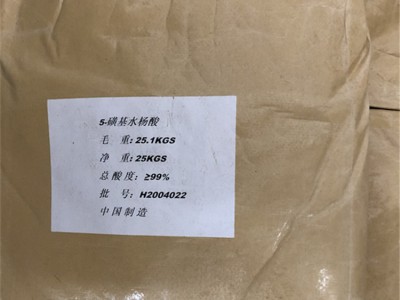 5-磺基水杨酸
毛 重: 25.1KGS
净 重: 25KGS
总 酸 度: ≥99%
批 号: H2004022
中 国 制 造